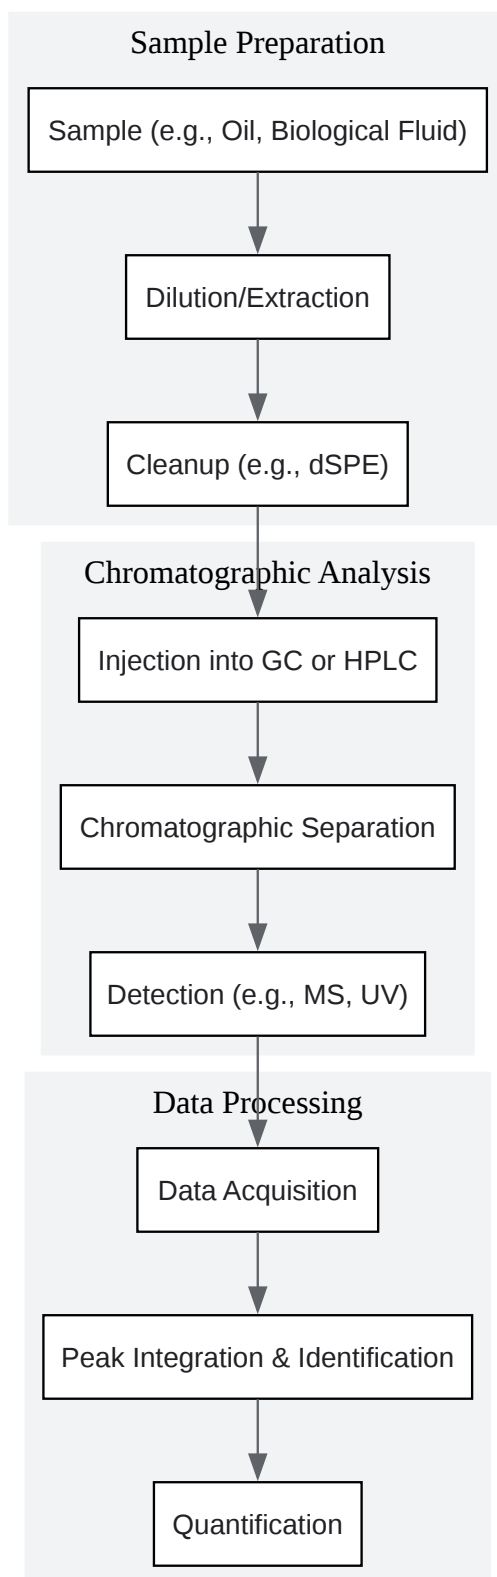 Sample Preparation
Sample (e.g., Oil, Biological Fluid)
Dilution/Extraction
Cleanup (e.g., dSPE)
Chromatographic Analysis
Injection into GC or HPLC
Chromatographic Separation
Detection (e.g., MS, UV)
Data Processing
Data Acquisition
Peak Integration & Identification
Quantification